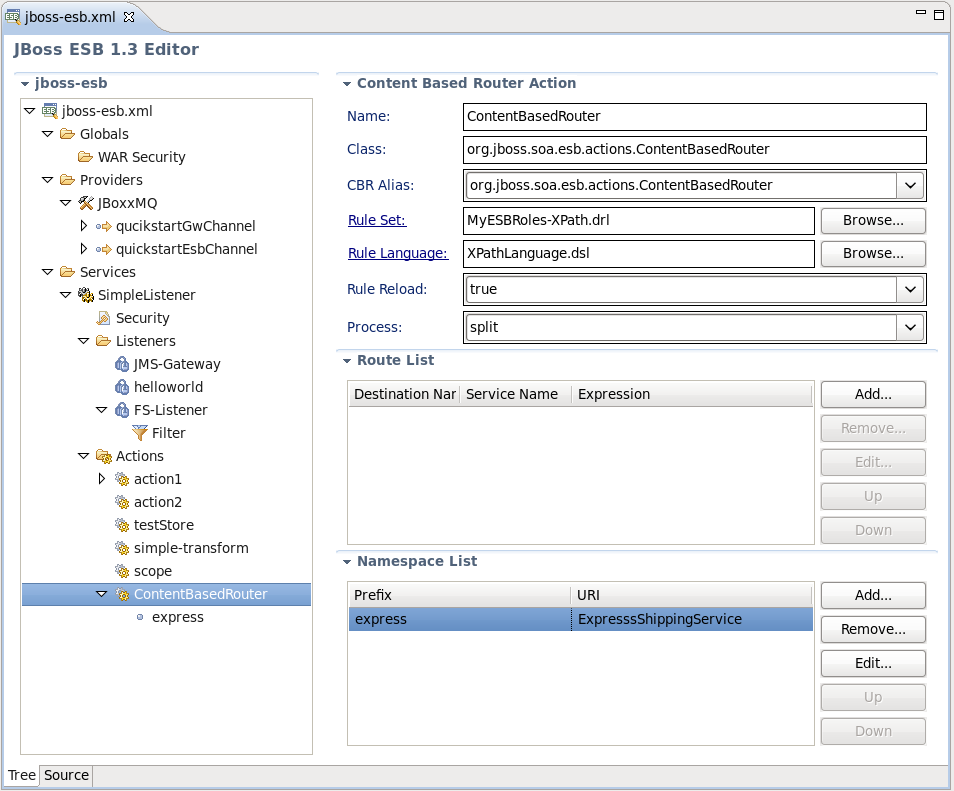 jboss-esb.xml
JBoss ESB 1.3 Editor
jboss-esb
jboss-esb.xml
Globals
WAR Security
Providers
JBoxxMQ
qucikstartGwChannel
quickstartEsbChannel
Services
SimpleListener
Security
Listeners
JMS-Gateway
helloworld
FS-Listener
Filter
Actions
action1
action2
testStore
simple-transform
scope
ContentBasedRouter
express
Content Based Router Action
Name: ContentBasedRouter
Class: org.jboss.soa.esb.actions.ContentBasedRouter
CBR Alias: org.jboss.soa.esb.actions.ContentBasedRouter
Rule Set: MyESBRoles-XPath.drl Browse...
Rule Language: XPathLanguage.dsl Browse...
Rule Reload: true
Process: split
Route List
Destination Nar Service Name Expression
Add...
Remove...
Edit...
Up
Down
Namespace List
Prefix URI
express ExpresssShippingService
Add...
Remove...
Edit...
Up
Down
Tree Source